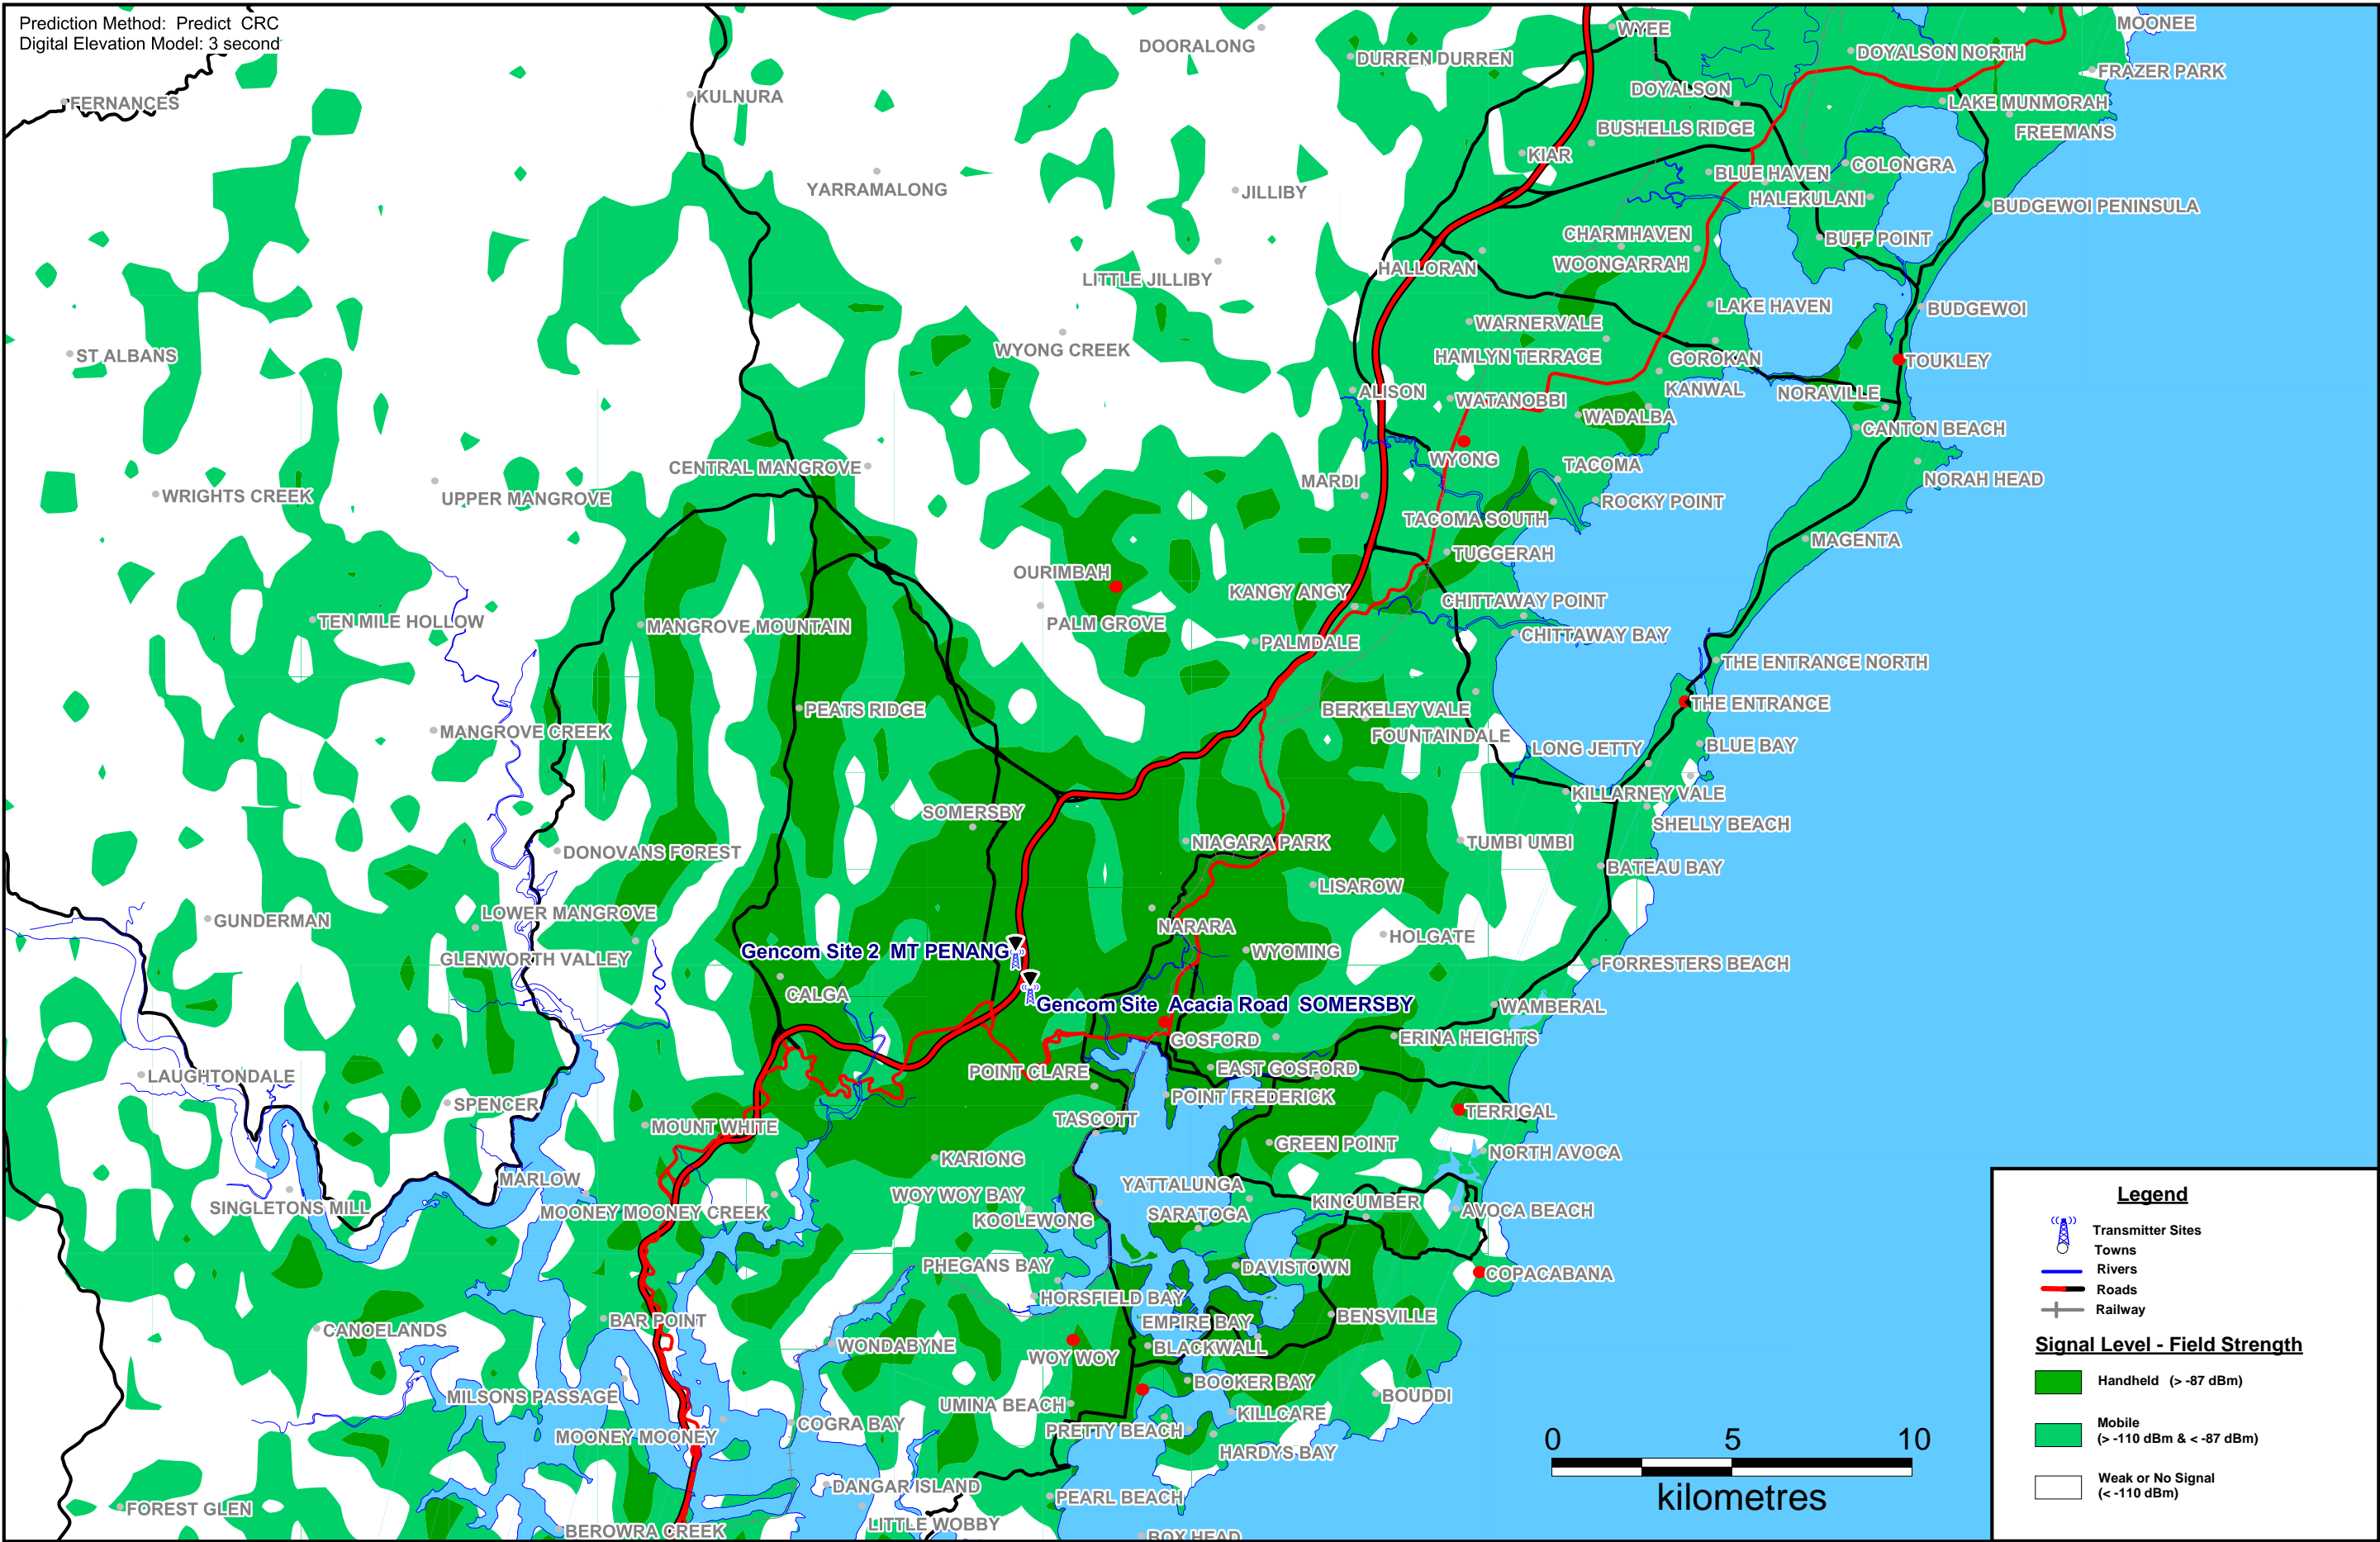 Prediction Method: Predict CRC
Digital Elevation Model: 3 second
MOONEE
WYEE
DOORALONG
DURREN DURREN
DOYALSON NORTH
FRAZER PARK
FERNANCES
KULNURA
DOYALSON
LAKE MUNMORAH
BUSHELLS RIDGE
FREEMANS
KIAR
COLONGRA
BLUE HAVEN
YARRAMALONG
JILLIBY
HALEKULANI
BUDGEWOI PENINSULA
CHARMHAVEN
BUFF POINT
HALLORAN
WOONGARRAH
LITTLE JILLIBY
LAKE HAVEN
BUDGEWOI
WARNERVALE
WYONG CREEK
ST ALBANS
HAMLYN TERRACE
GOROKAN
TOUKLEY
ALISON
WATANOBBI
KANWAL
NORAVILLE
WADALBA
CANTON BEACH
CENTRAL MANGROVE
WYONG
TACOMA
MARDI
NORAH HEAD
WRIGHTS CREEK
UPPER MANGROVE
ROCKY POINT
TACOMA SOUTH
MAGENTA
TUGGERAH
OURIMBAH
KANGY ANGY
CHITTAWAY POINT
TEN MILE HOLLOW
MANGROVE MOUNTAIN
PALM GROVE
PALMDALE
CHITTAWAY BAY
THE ENTRANCE NORTH
PEATS RIDGE
BERKELEY VALE
THE ENTRANCE
MANGROVE CREEK
FOUNTAINDALE
LONG JETTY
BLUE BAY
KILLARNEY VALE
SOMERSBY
SHELLY BEACH
NIAGARA PARK
TUMBI UMBI
DONOVANS FOREST
BATEAU BAY
LISAROW
GUNDERMAN
LOWER MANGROVE
NARARA
HOLGATE
Gencom Site 2 MT PENANG
WYOMING
GLENWORTH VALLEY
FORRESTERS BEACH
CALGA
Gencom Site Acacia Road SOMERSBY
WAMBERAL
GOSFORD
ERINA HEIGHTS
POINT CLARE
EAST GOSFORD
LAUGHTONDALE
SPENCER
POINT FREDERICK
TERRIGAL
TASCOTT
MOUNT WHITE
GREEN POINT
NORTH AVOCA
KARIONG
MARLOW
YATTALUNGA
WOY WOY BAY
KINCUMBER
SINGLETONS MILL
MOONEY MOONEY CREEK
KOOLEWONG
SARATOGA
AVOCA BEACH
PHEGANS BAY
DAVISTOWN
COPACABANA
HORSFIELD BAY
BAR POINT
EMPIRE BAY
BENSVILLE
CANOELANDS
WONDABYNE
WOY WOY
BLACKWALL
BOOKER BAY
MILSONS PASSAGE
BOUDDI
UMINA BEACH
KILLCARE
COGRA BAY
PRETTY BEACH
MOONEY MOONEY
HARDYS BAY
DANGAR ISLAND
PEARL BEACH
FOREST GLEN
LITTLE WOBBY
BEROWRA CREEK
BOX HEAD
0 5 10
kilometres
Legend
Transmitter Sites
Towns
Rivers
Roads
Railway
Signal Level - Field Strength
Handheld (> -87 dBm)
Mobile
(> -110 dBm & < -87 dBm)
Weak or No Signal
(< -110 dBm)